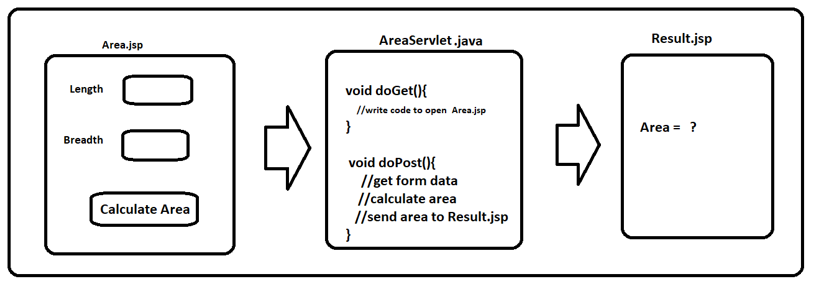 Area.jsp
Length
Breadth
Calculate Area
AreaServlet.java
void doGet(){
//write code to open Area.jsp
}
void doPost(){
//get form data
//calculate area
//send area to Result.jsp
}
Result.jsp
Area = ?